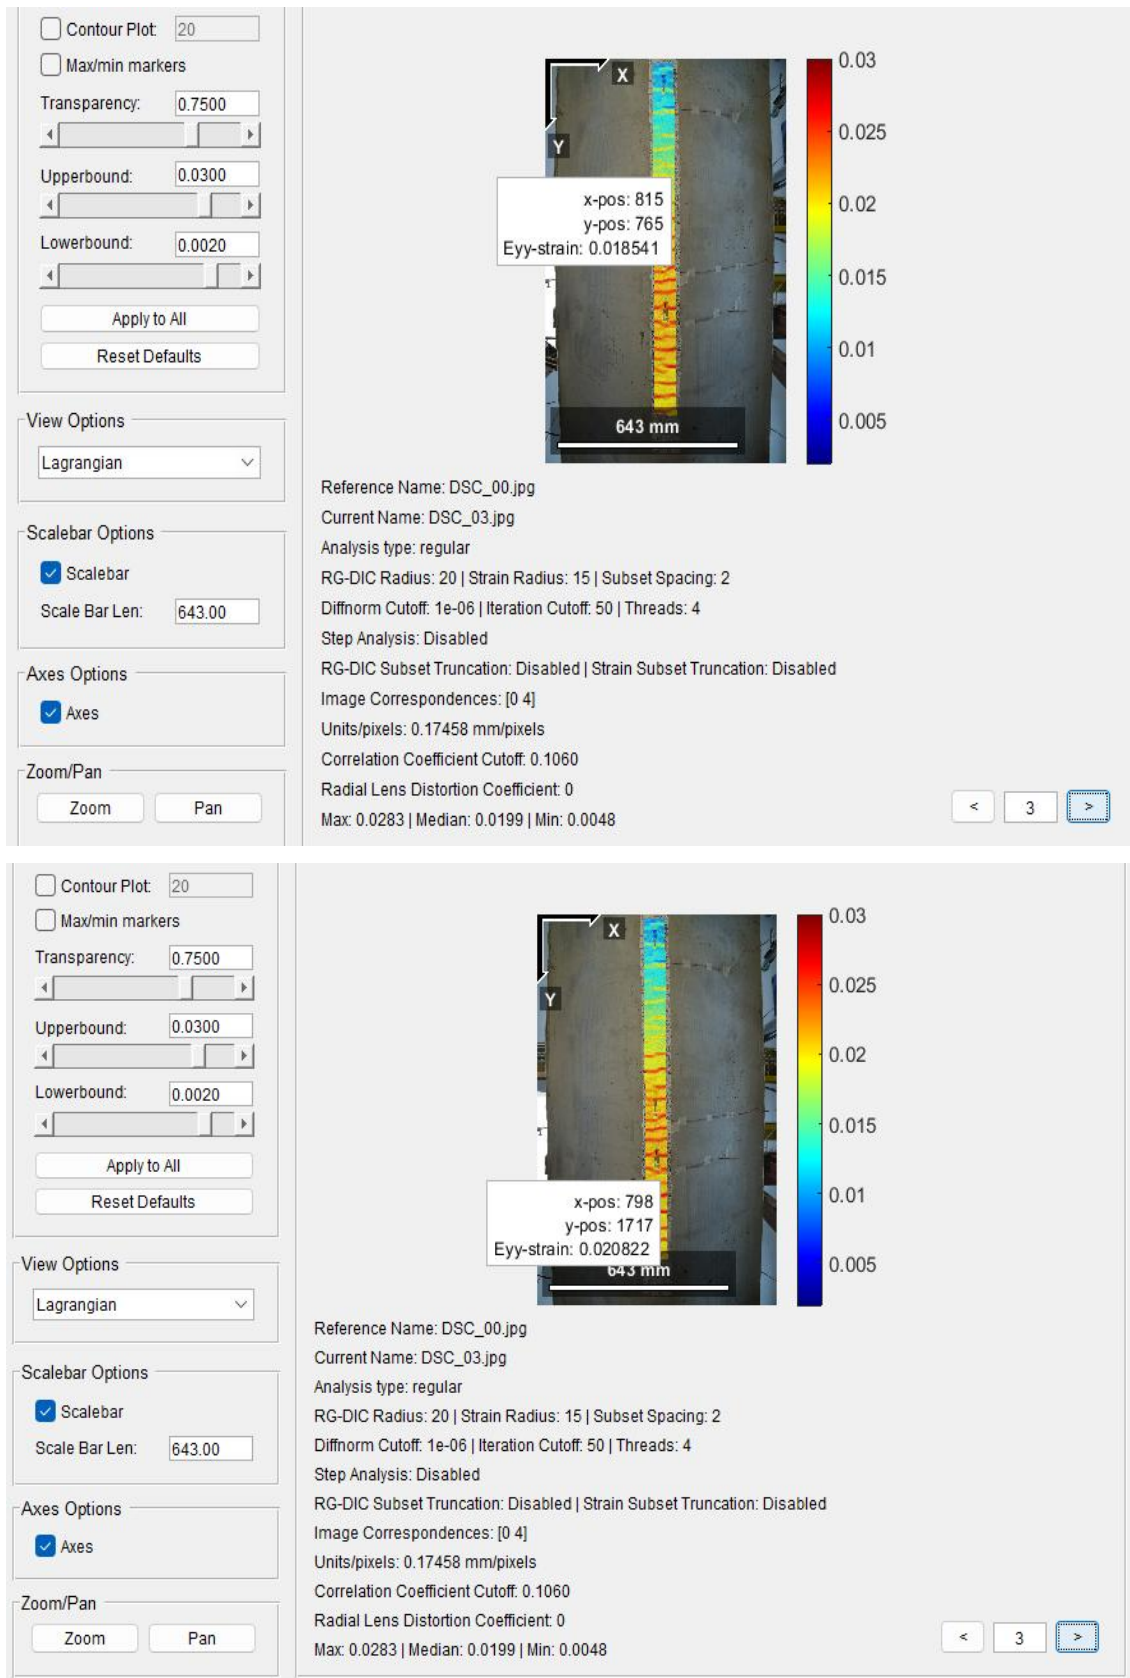 Contour Plot: 20
Max/min markers
Transparency: 0.7500
Upperbound: 0.0300
Lowerbound: 0.0020
Apply to All
Reset Defaults
View Options
Lagrangian
Scalebar Options
Scalebar
Scale Bar Len: 643.00
Axes Options
Axes
Zoom/Pan
Zoom Pan
X
Y
x-pos: 815
y-pos: 765
Eyy-strain: 0.018541
643 mm
0.03
0.025
0.02
0.015
0.01
0.005
Reference Name: DSC_00.jpg
Current Name: DSC_03.jpg
Analysis type: regular
RG-DIC Radius: 20 | Strain Radius: 15 | Subset Spacing: 2
Diffnorm Cutoff: 1e-06 | Iteration Cutoff: 50 | Threads: 4
Step Analysis: Disabled
RG-DIC Subset Truncation: Disabled | Strain Subset Truncation: Disabled
Image Correspondences: [0 4]
Units/pixels: 0.17458 mm/pixels
Correlation Coefficient Cutoff: 0.1060
Radial Lens Distortion Coefficient: 0
Max: 0.0283 | Median: 0.0199 | Min: 0.0048
< 3 >
Contour Plot: 20
Max/min markers
Transparency: 0.7500
Upperbound: 0.0300
Lowerbound: 0.0020
Apply to All
Reset Defaults
View Options
Lagrangian
Scalebar Options
Scalebar
Scale Bar Len: 643.00
Axes Options
Axes
Zoom/Pan
Zoom Pan
X
Y
x-pos: 798
y-pos: 1717
Eyy-strain: 0.020822
643 mm
0.03
0.025
0.02
0.015
0.01
0.005
Reference Name: DSC_00.jpg
Current Name: DSC_03.jpg
Analysis type: regular
RG-DIC Radius: 20 | Strain Radius: 15 | Subset Spacing: 2
Diffnorm Cutoff: 1e-06 | Iteration Cutoff: 50 | Threads: 4
Step Analysis: Disabled
RG-DIC Subset Truncation: Disabled | Strain Subset Truncation: Disabled
Image Correspondences: [0 4]
Units/pixels: 0.17458 mm/pixels
Correlation Coefficient Cutoff: 0.1060
Radial Lens Distortion Coefficient: 0
Max: 0.0283 | Median: 0.0199 | Min: 0.0048
< 3 >